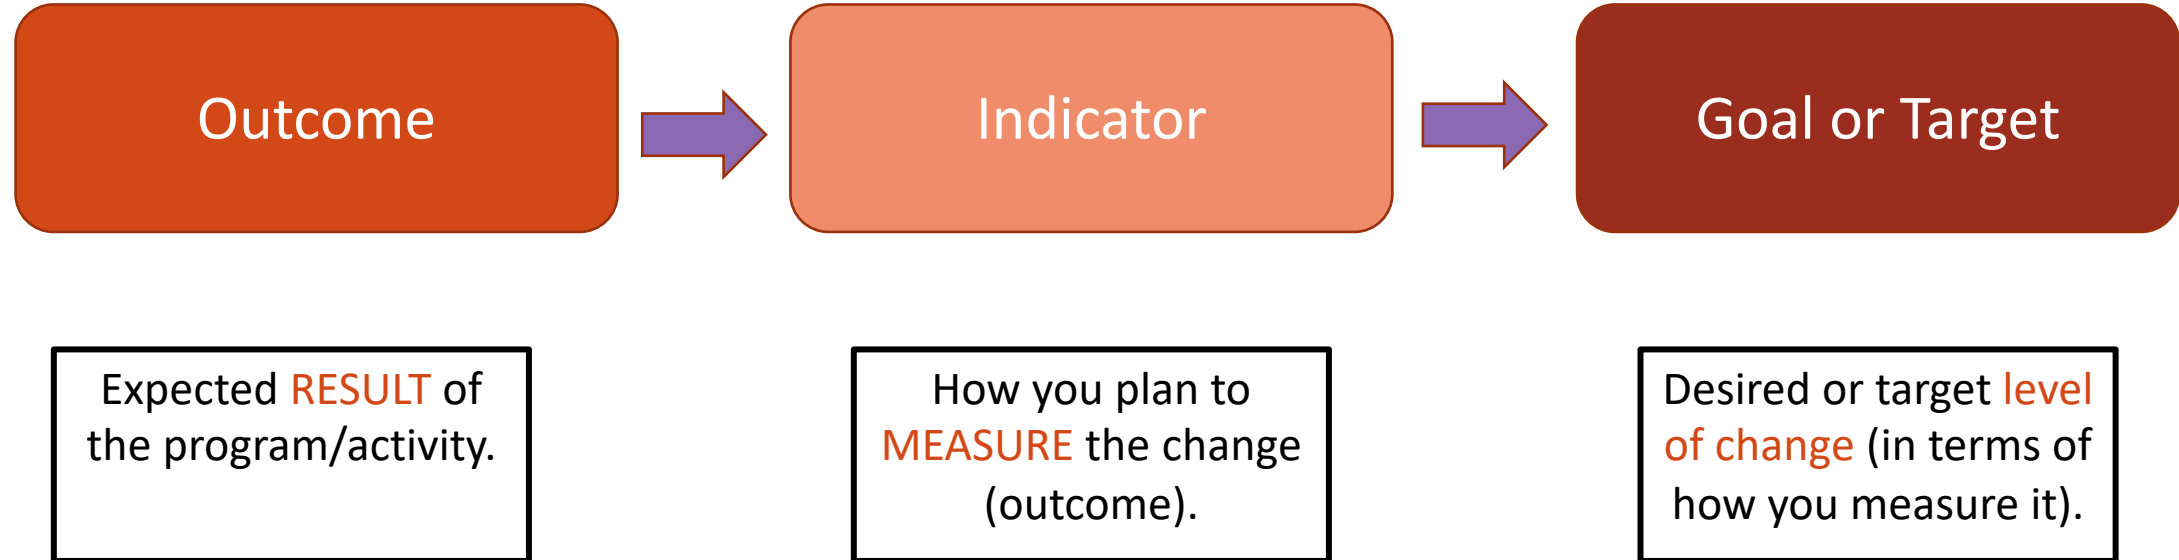 Outcome
Indicator
Goal or Target
Expected RESULT of
the program/activity.
How you plan to
MEASURE the change
(outcome).
Desired or target level
of change (in terms of
how you measure it).